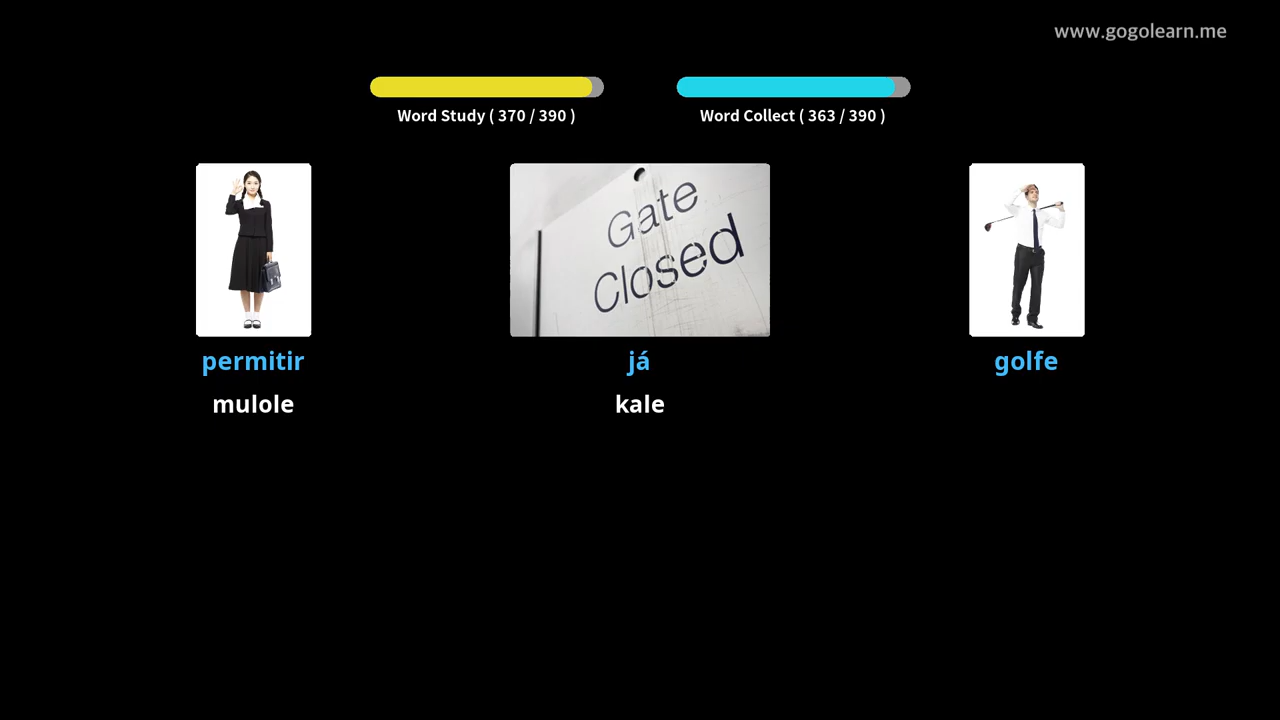 www.gogolearn.me
Word Study ( 370 / 390 )
Word Collect ( 363 / 390 )
Gate
Closed
permitir
já
golfe
mulole
kale